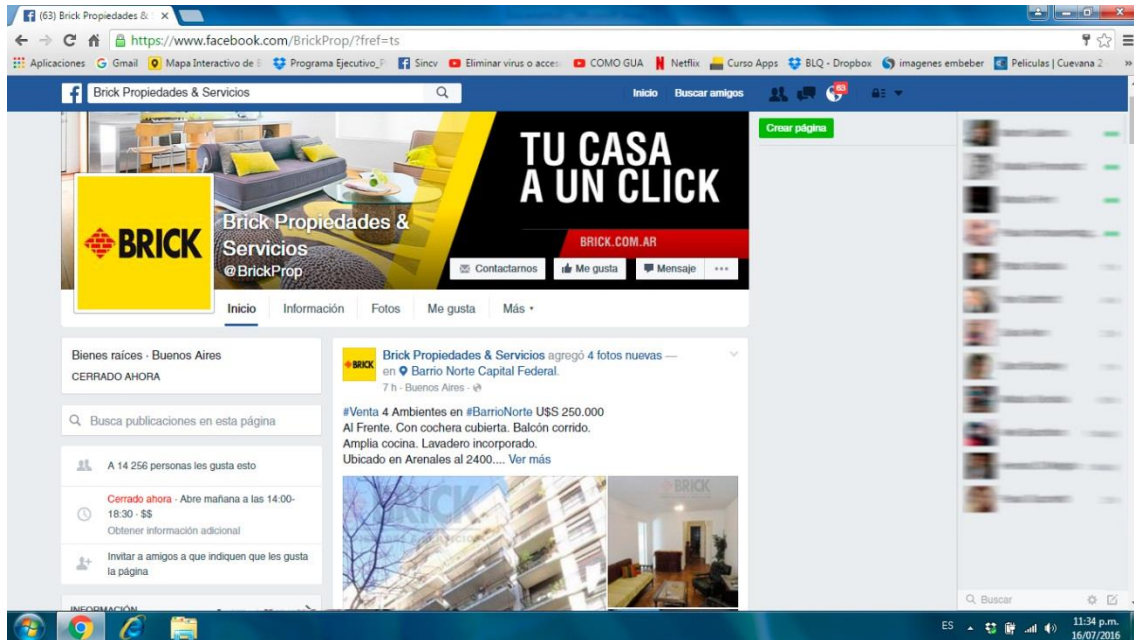 (63) Brick Propiedades &
https://www.facebook.com/BrickProp/?fref=ts
Aplicaciones Gmail Mapa Interactivo de Programa Ejecutivo_ Sincv Eliminar virus o acces COMO GUA Netflix Curso Apps BLQ - Dropbox imagenes embeber Peliculas | Cuevana 2 »
Brick Propiedades & Servicios
Inicio Buscar amigos 63
TU CASA
A UN CLICK
BRICK.COM.AR
BRICK
Brick Propiedades &
Servicios
@BrickProp
Contactarnos Me gusta Mensaje ...
Crear página
Inicio Información Fotos Me gusta Más
Bienes raíces · Buenos Aires
CERRADO AHORA
Busca publicaciones en esta página
A 14 256 personas les gusta esto
Cerrado ahora · Abre mañana a las 14:00-
18:30 · $$
Obtener información adicional
Invitar a amigos a que indiquen que les gusta
la página
INFORMACIÓN
BRICK
Brick Propiedades & Servicios agregó 4 fotos nuevas —
en Barrio Norte Capital Federal.
7 h · Buenos Aires ·
#Venta 4 Ambientes en #BarrioNorte U$S 250.000
Al Frente. Con cochera cubierta. Balcón corrido.
Amplia cocina. Lavadero incorporado.
Ubicado en Arenales al 2400.... Ver más
BRICK
BRICK
Buscar
ES 11:34 p.m.
16/07/2016